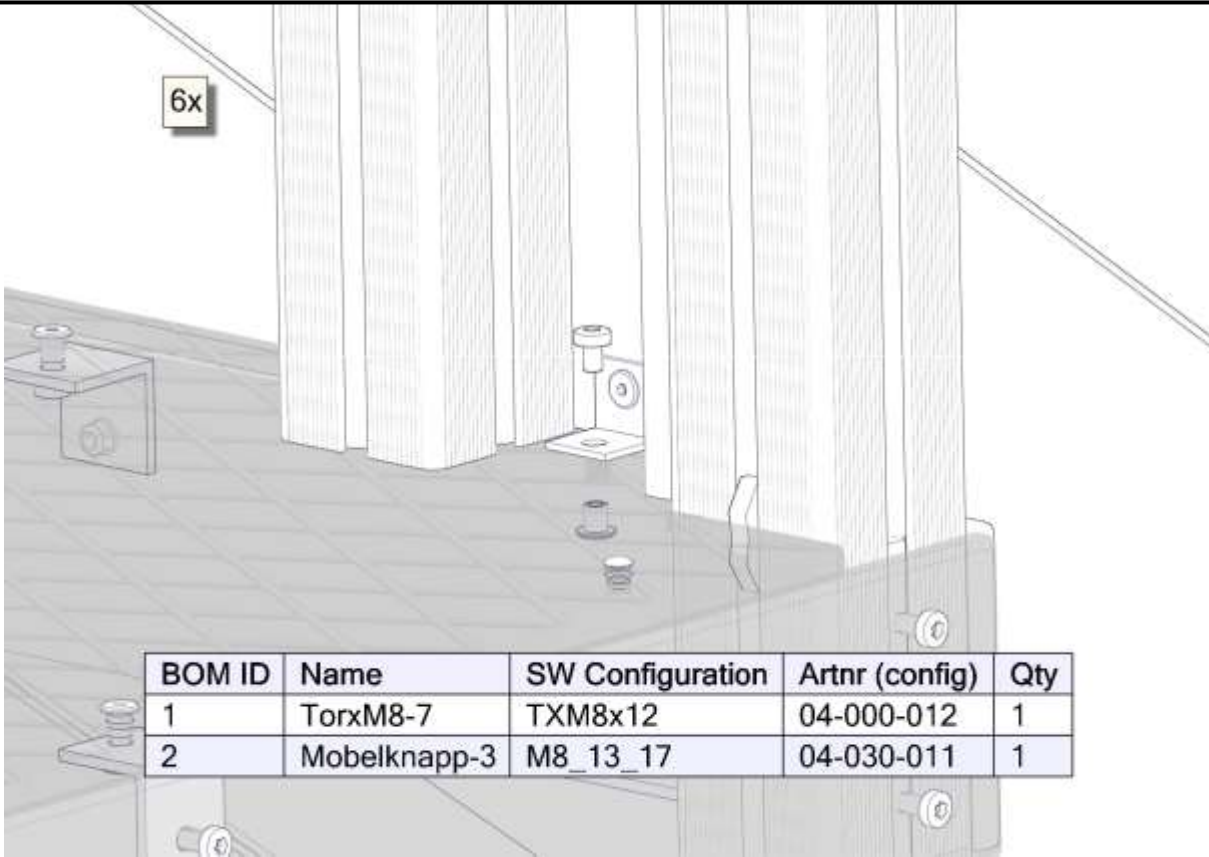 6x
BOM ID Name SW Configuration Artnr (config) Qty
1 TorxM8-7 TXM8x12 04-000-012 1
2 Mobelknapp-3 M8_13_17 04-030-011 1